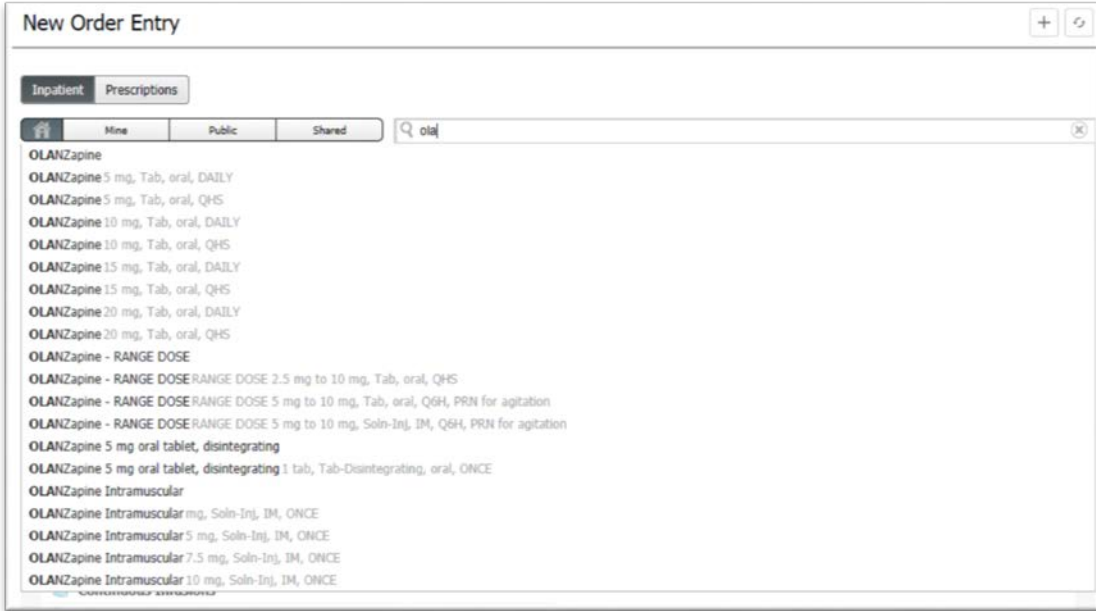 New Order Entry
Inpatient Prescriptions
Mine Public Shared ola
OLANZapine
OLANZapine 5 mg, Tab, oral, DAILY
OLANZapine 5 mg, Tab, oral, QHS
OLANZapine 10 mg, Tab, oral, DAILY
OLANZapine 10 mg, Tab, oral, QHS
OLANZapine 15 mg, Tab, oral, DAILY
OLANZapine 15 mg, Tab, oral, QHS
OLANZapine 20 mg, Tab, oral, DAILY
OLANZapine 20 mg, Tab, oral, QHS
OLANZapine - RANGE DOSE
OLANZapine - RANGE DOSE RANGE DOSE 2.5 mg to 10 mg, Tab, oral, QHS
OLANZapine - RANGE DOSE RANGE DOSE 5 mg to 10 mg, Tab, oral, Q6H, PRN for agitation
OLANZapine - RANGE DOSE RANGE DOSE 5 mg to 10 mg, Soln-Inj, IM, Q6H, PRN for agitation
OLANZapine 5 mg oral tablet, disintegrating
OLANZapine 5 mg oral tablet, disintegrating 1 tab, Tab-Disintegrating, oral, ONCE
OLANZapine Intramuscular
OLANZapine Intramuscular mg, Soln-Inj, IM, ONCE
OLANZapine Intramuscular 5 mg, Soln-Inj, IM, ONCE
OLANZapine Intramuscular 7.5 mg, Soln-Inj, IM, ONCE
OLANZapine Intramuscular 10 mg, Soln-Inj, IM, ONCE
Continuous Infusions